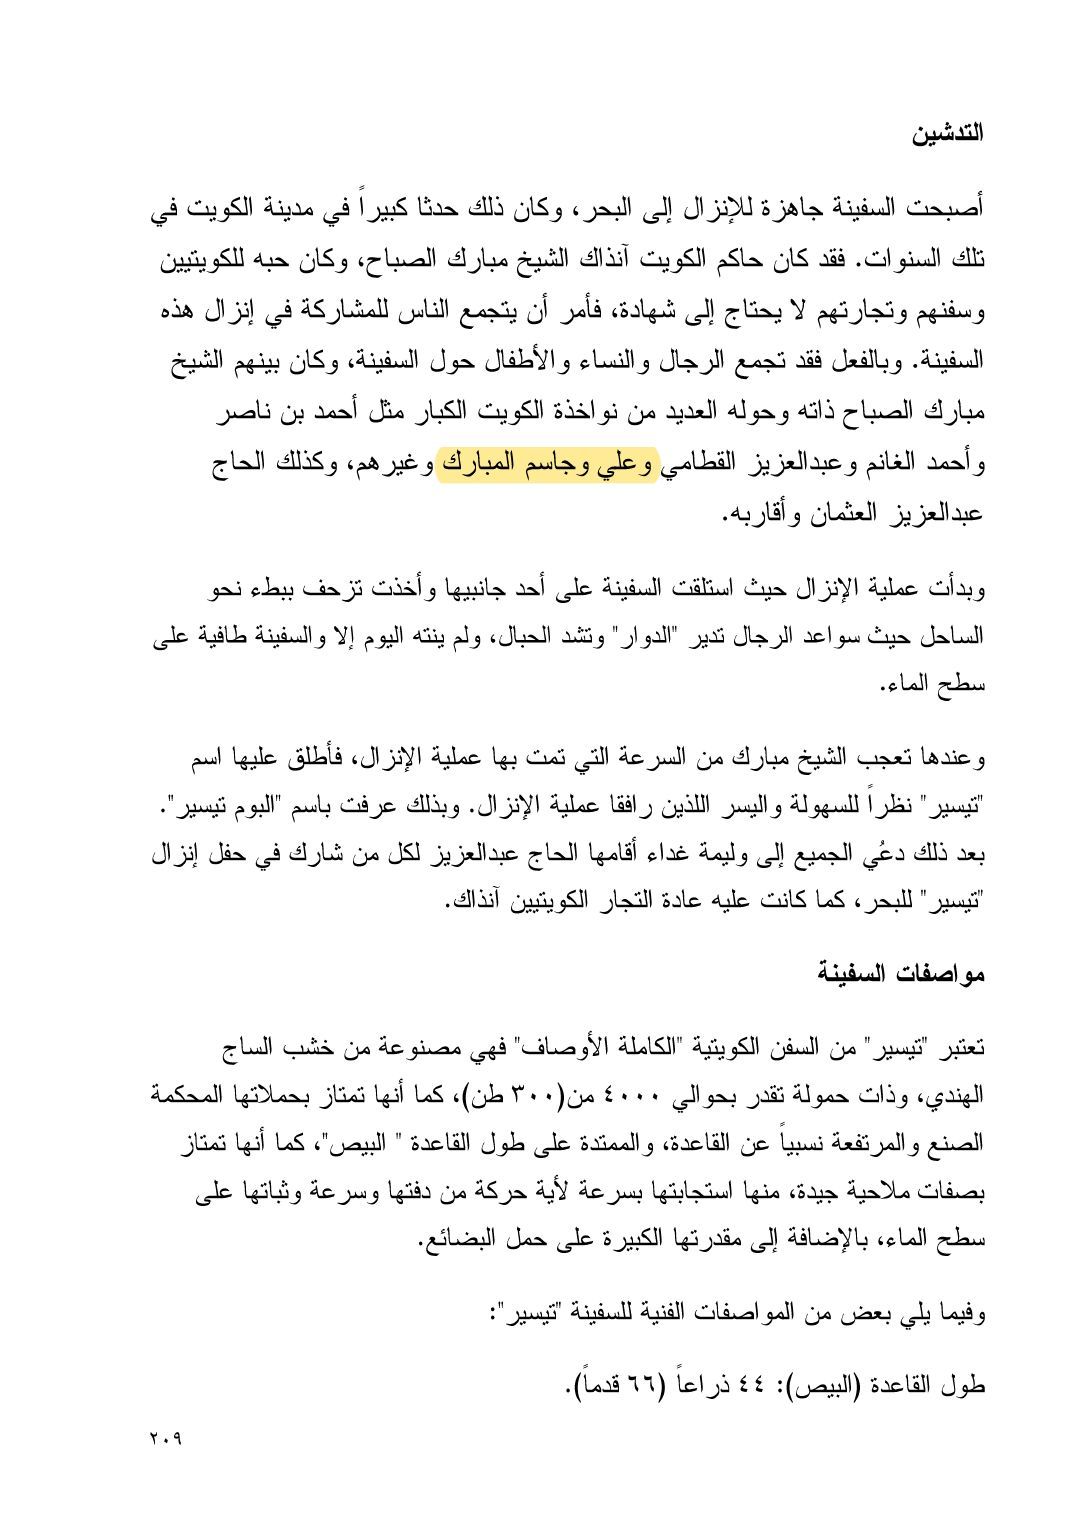 التدشين
أصبحت السفينة جاهزة للإنزال إلى البحر، وكان ذلك حدثا كبيراً في مدينة الكويت في
تلك السنوات. فقد كان حاكم الكويت آنذاك الشيخ مبارك الصباح، وكان حبه للكويتيين
وسفنهم وتجارتهم لا يحتاج إلى شهادة، فأمر أن يتجمع الناس للمشاركة في إنزال هذه
السفينة. وبالفعل فقد تجمع الرجال والنساء والأطفال حول السفينة، وكان بينهم الشيخ
مبارك الصباح ذاته وحوله العديد من نواخذة الكويت الكبار مثل أحمد بن ناصر
وأحمد الغانم وعبدالعزيز القطامي وعلي وجاسم المبارك وغيرهم، وكذلك الحاج
عبدالعزيز العثمان وأقاربه.
وبدأت عملية الإنزال حيث استلقت السفينة على أحد جانبيها وأخذت تزحف ببطء نحو
الساحل حيث سواعد الرجال تدير "الدوار" وتشد الحبال، ولم ينته اليوم إلا والسفينة طافية على
سطح الماء.
وعندها تعجب الشيخ مبارك من السرعة التي تمت بها عملية الإنزال، فأطلق عليها اسم
"تيسير" نظراً للسهولة واليسر اللذين رافقا عملية الإنزال. وبذلك عرفت باسم "البوم تيسير".
بعد ذلك دعُي الجميع إلى وليمة غداء أقامها الحاج عبدالعزيز لكل من شارك في حفل إنزال
"تيسير" للبحر، كما كانت عليه عادة التجار الكويتيين آنذاك.
مواصفات السفينة
تعتبر "تيسير" من السفن الكويتية "الكاملة الأوصاف" فهي مصنوعة من خشب الساج
الهندي، وذات حمولة تقدر بحوالي ٤٠٠٠ من(٣٠٠ طن)، كما أنها تمتاز بحملاتها المحكمة
الصنع والمرتفعة نسبياً عن القاعدة، والممتدة على طول القاعدة " البيص"، كما أنها تمتاز
بصفات ملاحية جيدة، منها استجابتها بسرعة لأية حركة من دفتها وسرعة وثباتها على
سطح الماء، بالإضافة إلى مقدرتها الكبيرة على حمل البضائع.
وفيما يلي بعض من المواصفات الفنية للسفينة "تيسير":
طول القاعدة (البيص): ٤٤ ذراعاً (٦٦ قدماً).
٢٠٩